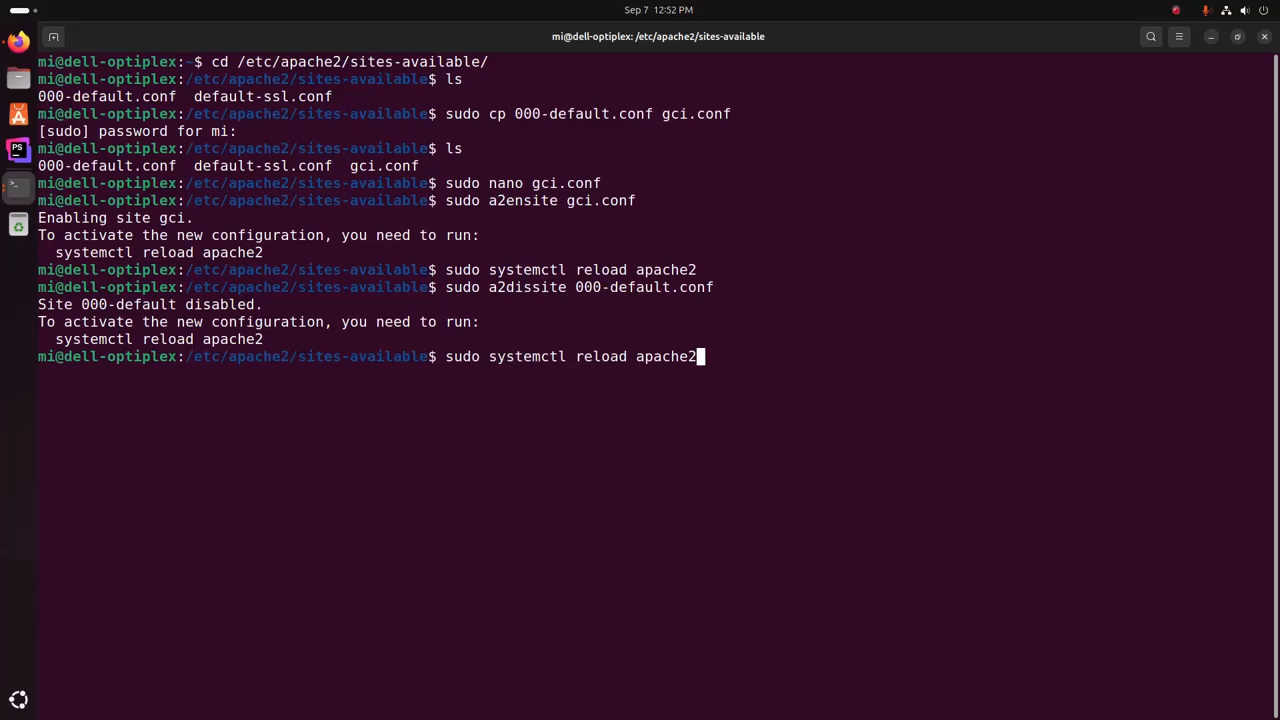 Sep 7 12:52 PM
mi@dell-optiplex: /etc/apache2/sites-available
mi@dell-optiplex:~$ cd /etc/apache2/sites-available/
mi@dell-optiplex:/etc/apache2/sites-available$ ls
000-default.conf  default-ssl.conf
mi@dell-optiplex:/etc/apache2/sites-available$ sudo cp 000-default.conf gci.conf
[sudo] password for mi:
mi@dell-optiplex:/etc/apache2/sites-available$ ls
000-default.conf  default-ssl.conf  gci.conf
mi@dell-optiplex:/etc/apache2/sites-available$ sudo nano gci.conf
mi@dell-optiplex:/etc/apache2/sites-available$ sudo a2ensite gci.conf
Enabling site gci.
To activate the new configuration, you need to run:
  systemctl reload apache2
mi@dell-optiplex:/etc/apache2/sites-available$ sudo systemctl reload apache2
mi@dell-optiplex:/etc/apache2/sites-available$ sudo a2dissite 000-default.conf
Site 000-default disabled.
To activate the new configuration, you need to run:
  systemctl reload apache2
mi@dell-optiplex:/etc/apache2/sites-available$ sudo systemctl reload apache2
PS